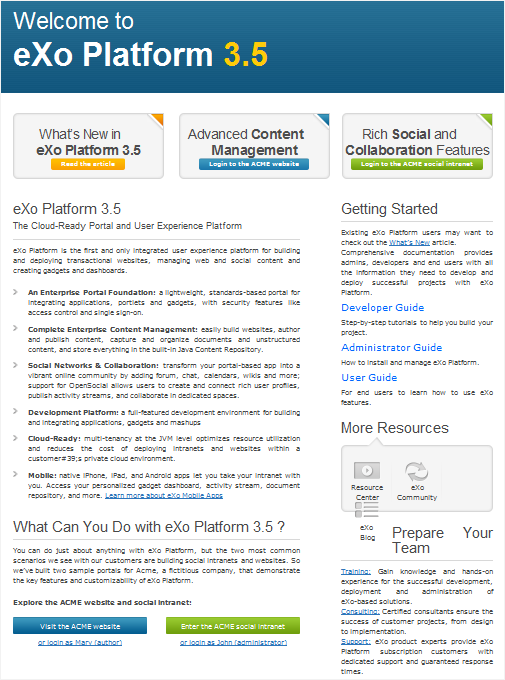 Welcome to
eXo Platform 3.5
What's New in
eXo Platform 3.5
Read the article
Advanced Content
Management
Login to the ACME website
Rich Social and
Collaboration Features
Login to the ACME social intranet
eXo Platform 3.5
The Cloud-Ready Portal and User Experience Platform
eXo Platform is the first and only integrated user experience platform for building
and deploying transactional websites, managing web and social content and
creating gadgets and dashboards.
An Enterprise Portal Foundation: a lightweight, standards-based portal for
integrating applications, portlets and gadgets, with security features like
access control and single sign-on.
Complete Enterprise Content Management: easily build websites, author
and publish content, capture and organize documents and unstructured
content, and store everything in the built-in Java Content Repository.
Social Networks & Collaboration: transform your portal-based app into a
vibrant online community by adding forum, chat, calendars, wikis and more;
support for OpenSocial allows users to create and connect rich user profiles,
publish activity streams, and collaborate in dedicated spaces.
Development Platform: a full-featured development environment for building
and integrating applications, gadgets and mashups
Cloud-Ready: multi-tenancy at the JVM level optimizes resource utilization
and reduces the cost of deploying intranets and websites within a
customer&#39;s private cloud environment.
Mobile: native iPhone, iPad, and Android apps let you take your intranet with
you. Access your personalized gadget dashboard, activity stream, document
repository, and more. Learn more about eXo Mobile Apps
What Can You Do with eXo Platform 3.5 ?
You can do just about anything with eXo Platform, but the two most common
scenarios we see with our customers are building social intranets and websites. So
we've built two sample portals for Acme, a fictitious company, that demonstrate
the key features and customizability of eXo Platform.
Explore the ACME website and social intranet:
Visit the ACME website
Enter the ACME social intranet
or login as Mary (author)
or login as John (administrator)
Getting Started
Existing eXo Platform users may want to
check out the What's New article.
Comprehensive documentation provides
admins, developers and end users with all
the information they need to develop and
deploy successful projects with eXo
Platform.
Developer Guide
Step-by-step tutorials to help you build your
project.
Administrator Guide
How to install and manage eXo Platform.
User Guide
For end users to learn how to use eXo
features.
More Resources
Resource
Center
eXo
Community
eXo
Blog
Prepare Your
Team
Training: Gain knowledge and hands-on
experience for the successful development,
deployment and administration of
eXo-based solutions.
Consulting: Certified consultants ensure the
success of customer projects, from design
to implementation.
Support: eXo product experts provide eXo
Platform subscription customers with
dedicated support and guaranteed response
times.